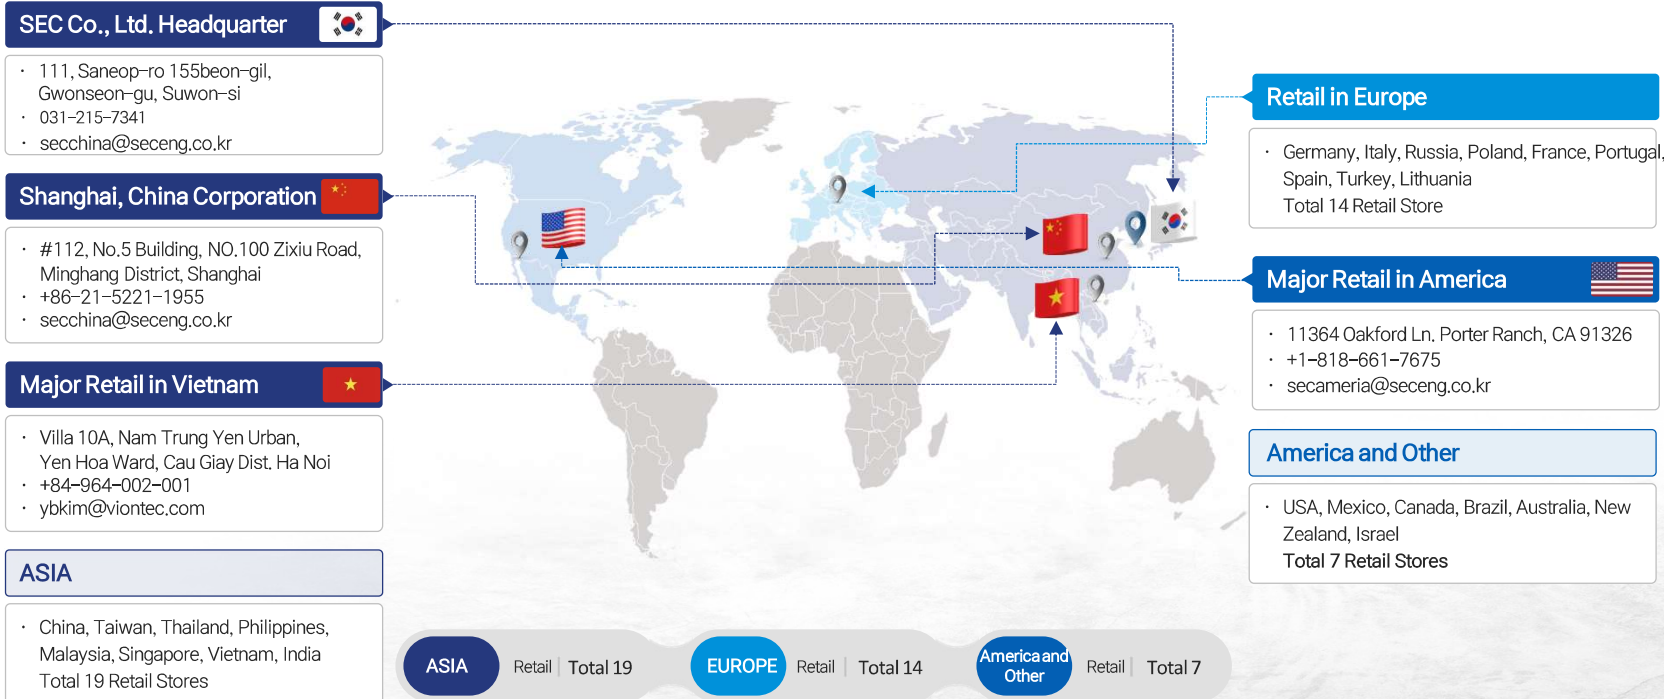 SEC Co., Ltd. Headquarter
· 111, Saneop-ro 155beon-gil,
Gwonseon-gu, Suwon-si
· 031-215-7341
· secchina@seceng.co.kr
Shanghai, China Corporation
· #112, No.5 Building, NO.100 Zixiu Road,
Minghang District, Shanghai
· +86-21-5221-1955
· secchina@seceng.co.kr
Major Retail in Vietnam
· Villa 10A, Nam Trung Yen Urban,
Yen Hoa Ward, Cau Giay Dist. Ha Noi
· +84-964-002-001
· ybkim@viontec.com
ASIA
· China, Taiwan, Thailand, Philippines,
Malaysia, Singapore, Vietnam, India
Total 19 Retail Stores
Retail in Europe
· Germany, Italy, Russia, Poland, France, Portugal,
Spain, Turkey, Lithuania
Total 14 Retail Store
Major Retail in America
· 11364 Oakford Ln. Porter Ranch, CA 91326
· +1-818-661-7675
· secameria@seceng.co.kr
America and Other
· USA, Mexico, Canada, Brazil, Australia, New
Zealand, Israel
Total 7 Retail Stores
ASIA Retail | Total 19
EUROPE Retail | Total 14
America and
Other Retail | Total 7